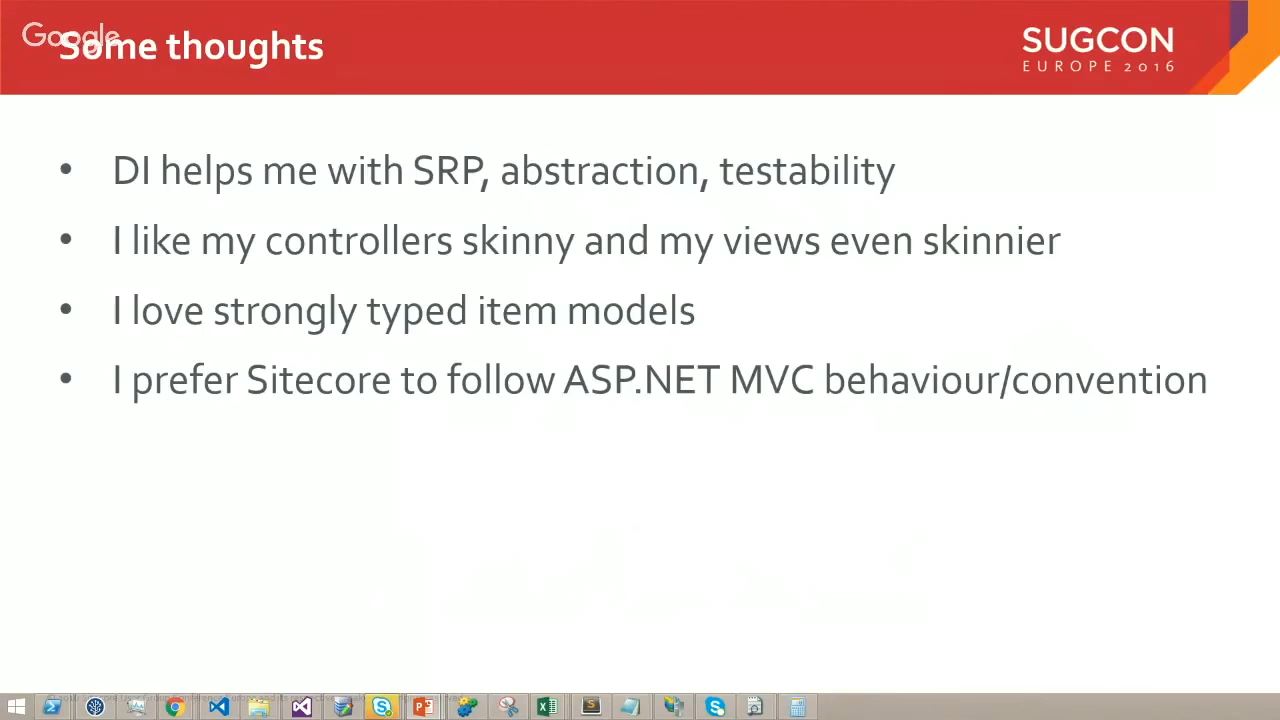 Google
Some thoughts
SUGCON
EUROPE 2016
• DI helps me with SRP, abstraction, testability
• I like my controllers skinny and my views even skinnier
• I love strongly typed item models
• I prefer Sitecore to follow ASP.NET MVC behaviour/convention